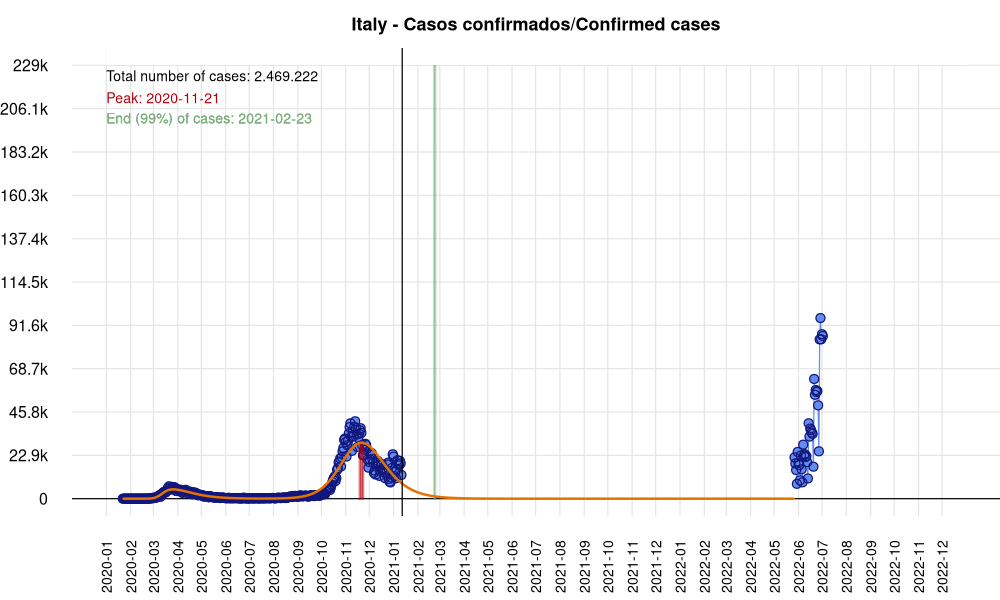 Italy - Casos confirmados/Confirmed cases
Total number of cases: 2.469.222
Peak: 2020-11-21
End (99%) of cases: 2021-02-23
229k
206.1k
183.2k
160.3k
137.4k
114.5k
91.6k
68.7k
45.8k
22.9k
0
2020-01
2020-02
2020-03
2020-04
2020-05
2020-06
2020-07
2020-08
2020-09
2020-10
2020-11
2020-12
2021-01
2021-02
2021-03
2021-04
2021-05
2021-06
2021-07
2021-08
2021-09
2021-10
2021-11
2021-12
2022-01
2022-02
2022-03
2022-04
2022-05
2022-06
2022-07
2022-08
2022-09
2022-10
2022-11
2022-12